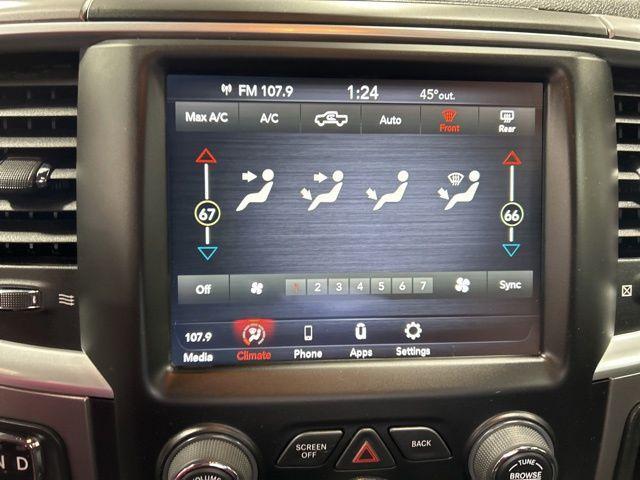 FM 107.9 1:24 45°out.
Max A/C A/C Auto Front Rear
67 66
Off 1 2 3 4 5 6 7 Sync
107.9
Media Climate Phone Apps Settings
SCREEN OFF BACK
N D VOLUME TUNE
BROWSE